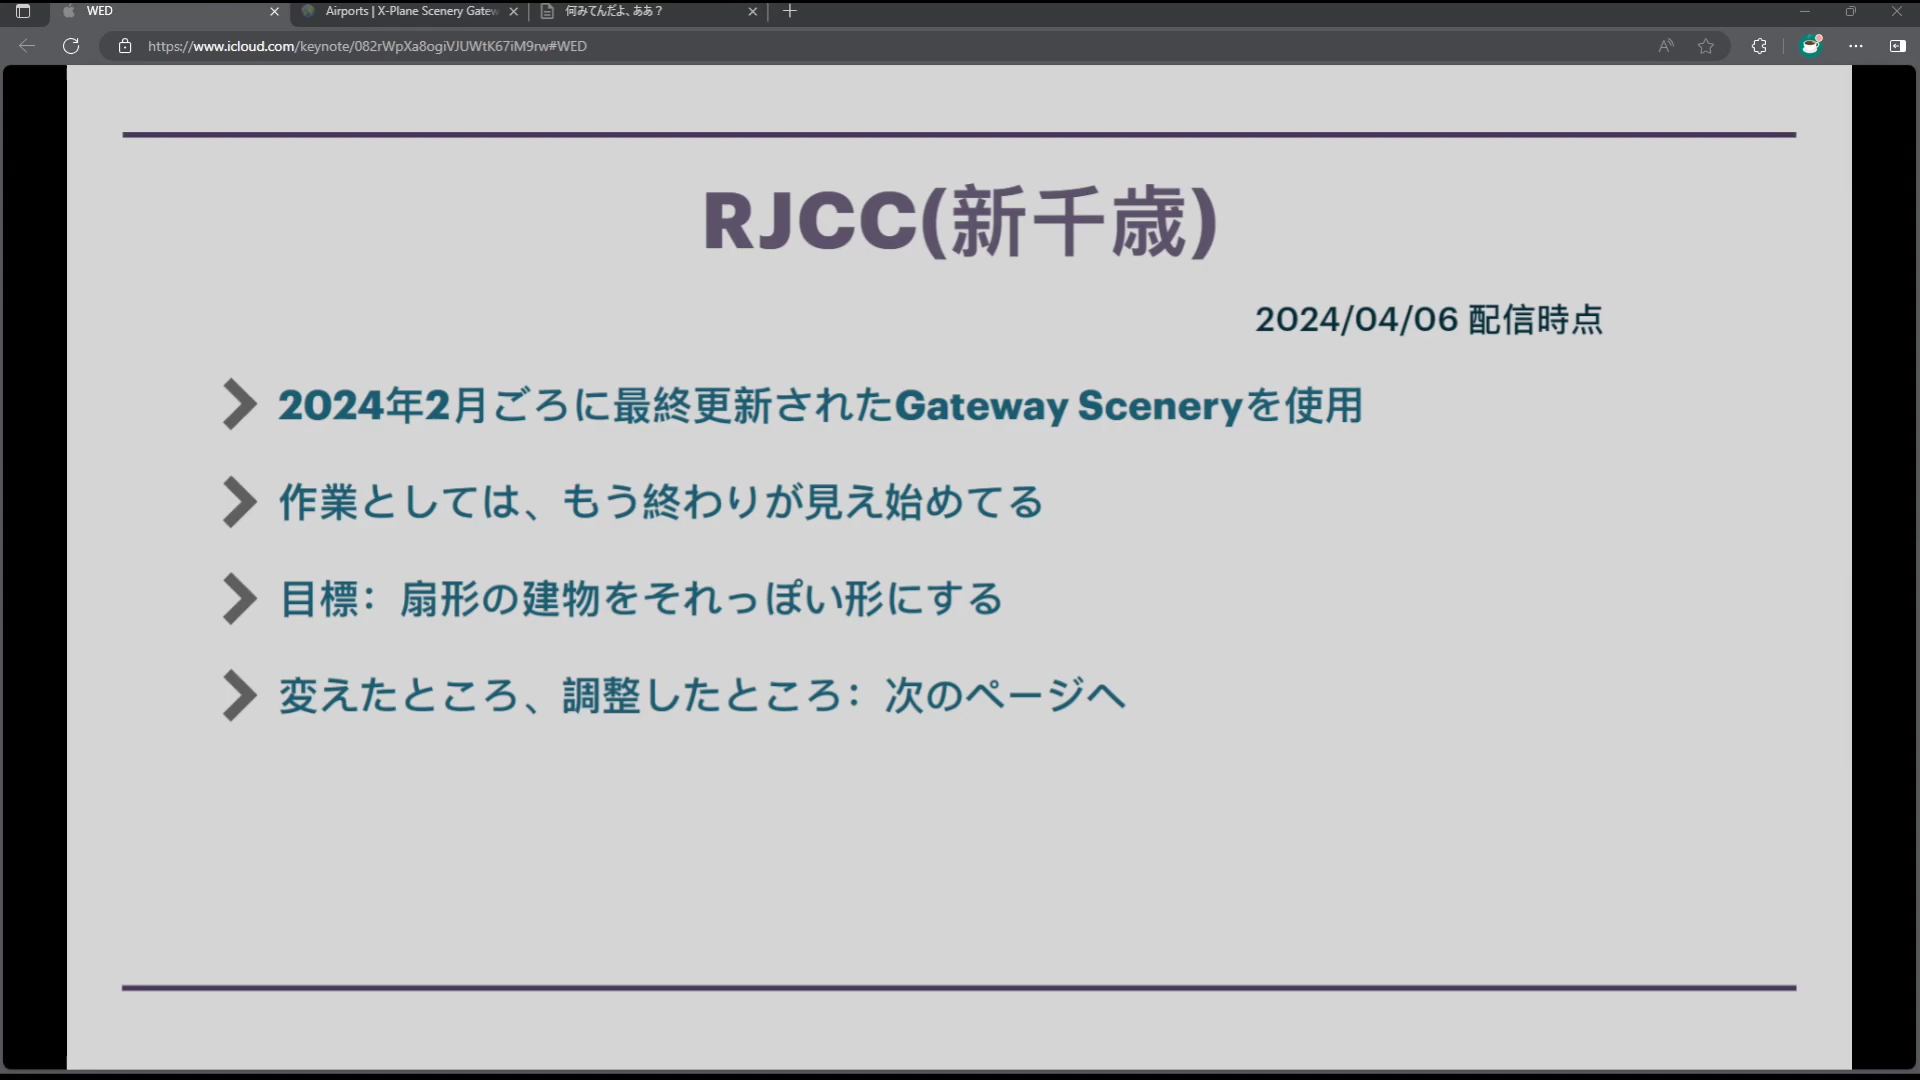 WED
Airports | X-Plane Scenery Gatew
何みてんだよ、ああ？
https://www.icloud.com/keynote/082rWpXa8ogiVJUWtK67iM9rw#WED
RJCC(新千歳)
2024/04/06 配信時点
2024年2月ごろに最終更新されたGateway Sceneryを使用
作業としては、もう終わりが見え始めてる
目標：扇形の建物をそれっぽい形にする
変えたところ、調整したところ：次のページへ